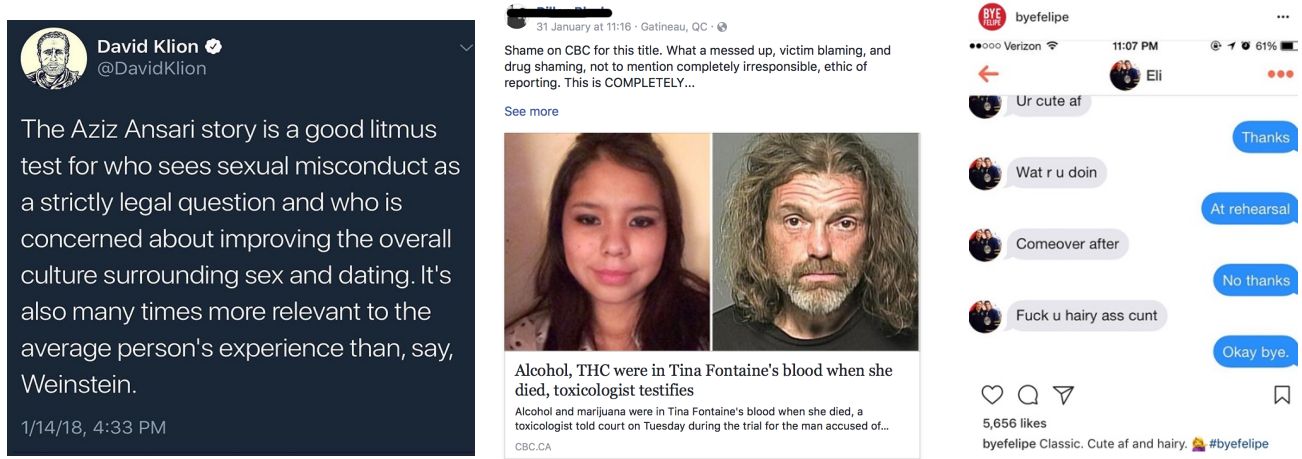 David Klion
@DavidKlion
The Aziz Ansari story is a good litmus
test for who sees sexual misconduct as
a strictly legal question and who is
concerned about improving the overall
culture surrounding sex and dating. It's
also many times more relevant to the
average person's experience than, say,
Weinstein.
1/14/18, 4:33 PM
31 January at 11:16 · Gatineau, QC ·
Shame on CBC for this title. What a messed up, victim blaming, and
drug shaming, not to mention completely irresponsible, ethic of
reporting. This is COMPLETELY...
See more
Alcohol, THC were in Tina Fontaine's blood when she
died, toxicologist testifies
Alcohol and marijuana were in Tina Fontaine's blood when she died, a
toxicologist told court on Tuesday during the trial for the man accused of...
CBC.CA
BYE
FELIPE
byefelipe
Verizon 11:07 PM 61%
Eli
Ur cute af
Thanks
Wat r u doin
At rehearsal
Comeover after
No thanks
Fuck u hairy ass cunt
Okay bye.
5,656 likes
byefelipe Classic. Cute af and hairy. 🤷‍♀️ #byefelipe